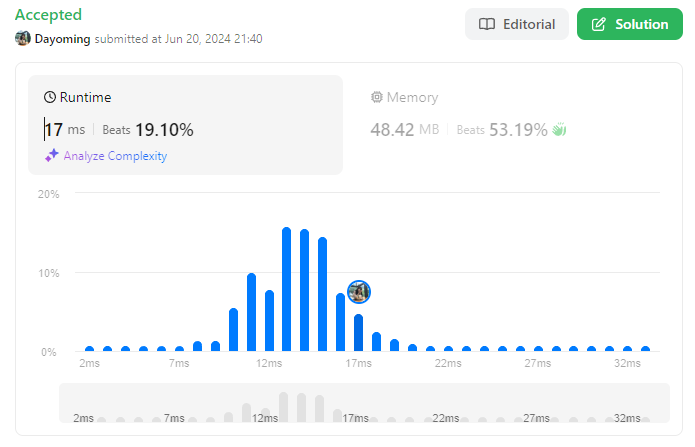 Accepted
Editorial
Solution
Dayoming submitted at Jun 20, 2024 21:40
Runtime
Memory
17 ms Beats 19.10%
48.42 MB Beats 53.19%
Analyze Complexity
20%
10%
0%
2ms 7ms 12ms 17ms 22ms 27ms 32ms
2ms 7ms 12ms 17ms 22ms 27ms 32ms